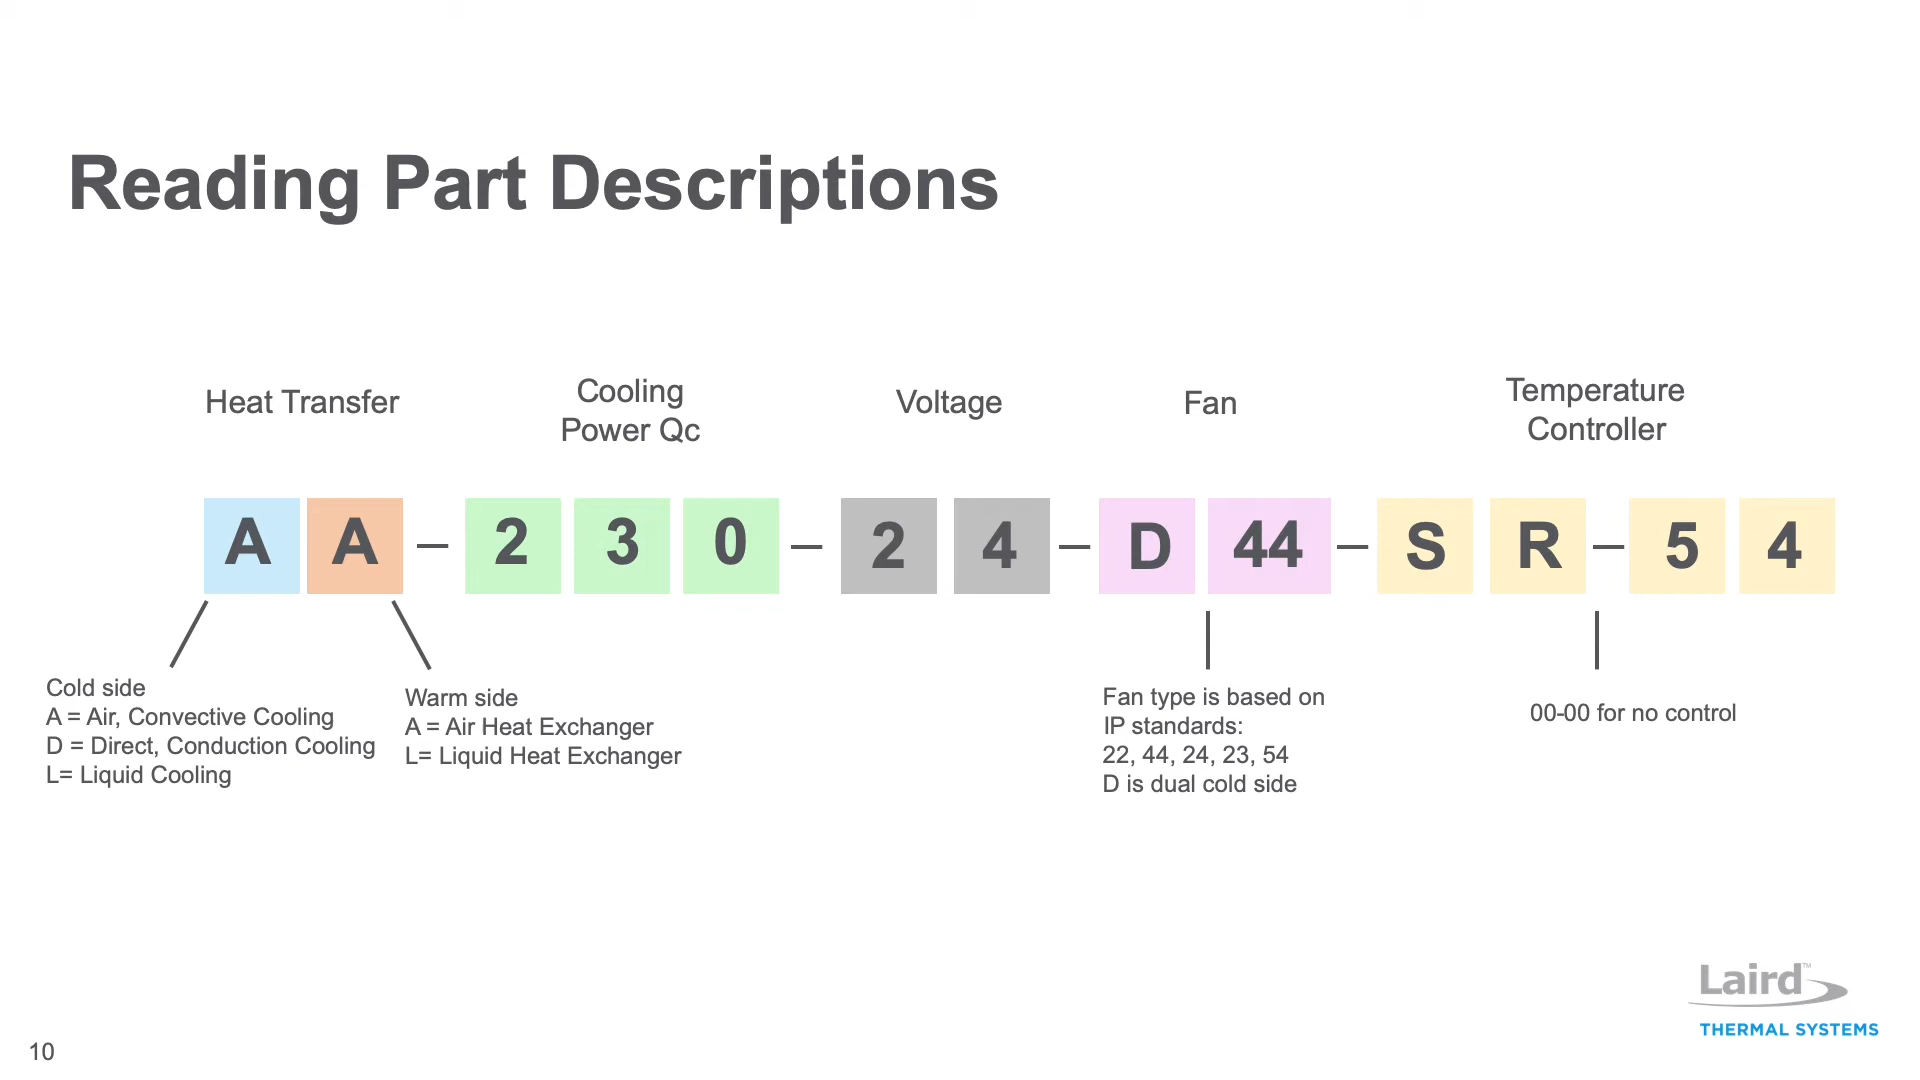 Reading Part Descriptions
Heat Transfer
Cooling
Power Qc
Voltage
Fan
Temperature
Controller
A A – 2 3 0 – 2 4 – D 44 – S R – 5 4
Cold side
A = Air, Convective Cooling
D = Direct, Conduction Cooling
L= Liquid Cooling
Warm side
A = Air Heat Exchanger
L= Liquid Heat Exchanger
Fan type is based on
IP standards:
22, 44, 24, 23, 54
D is dual cold side
00-00 for no control
Laird™
THERMAL SYSTEMS
10